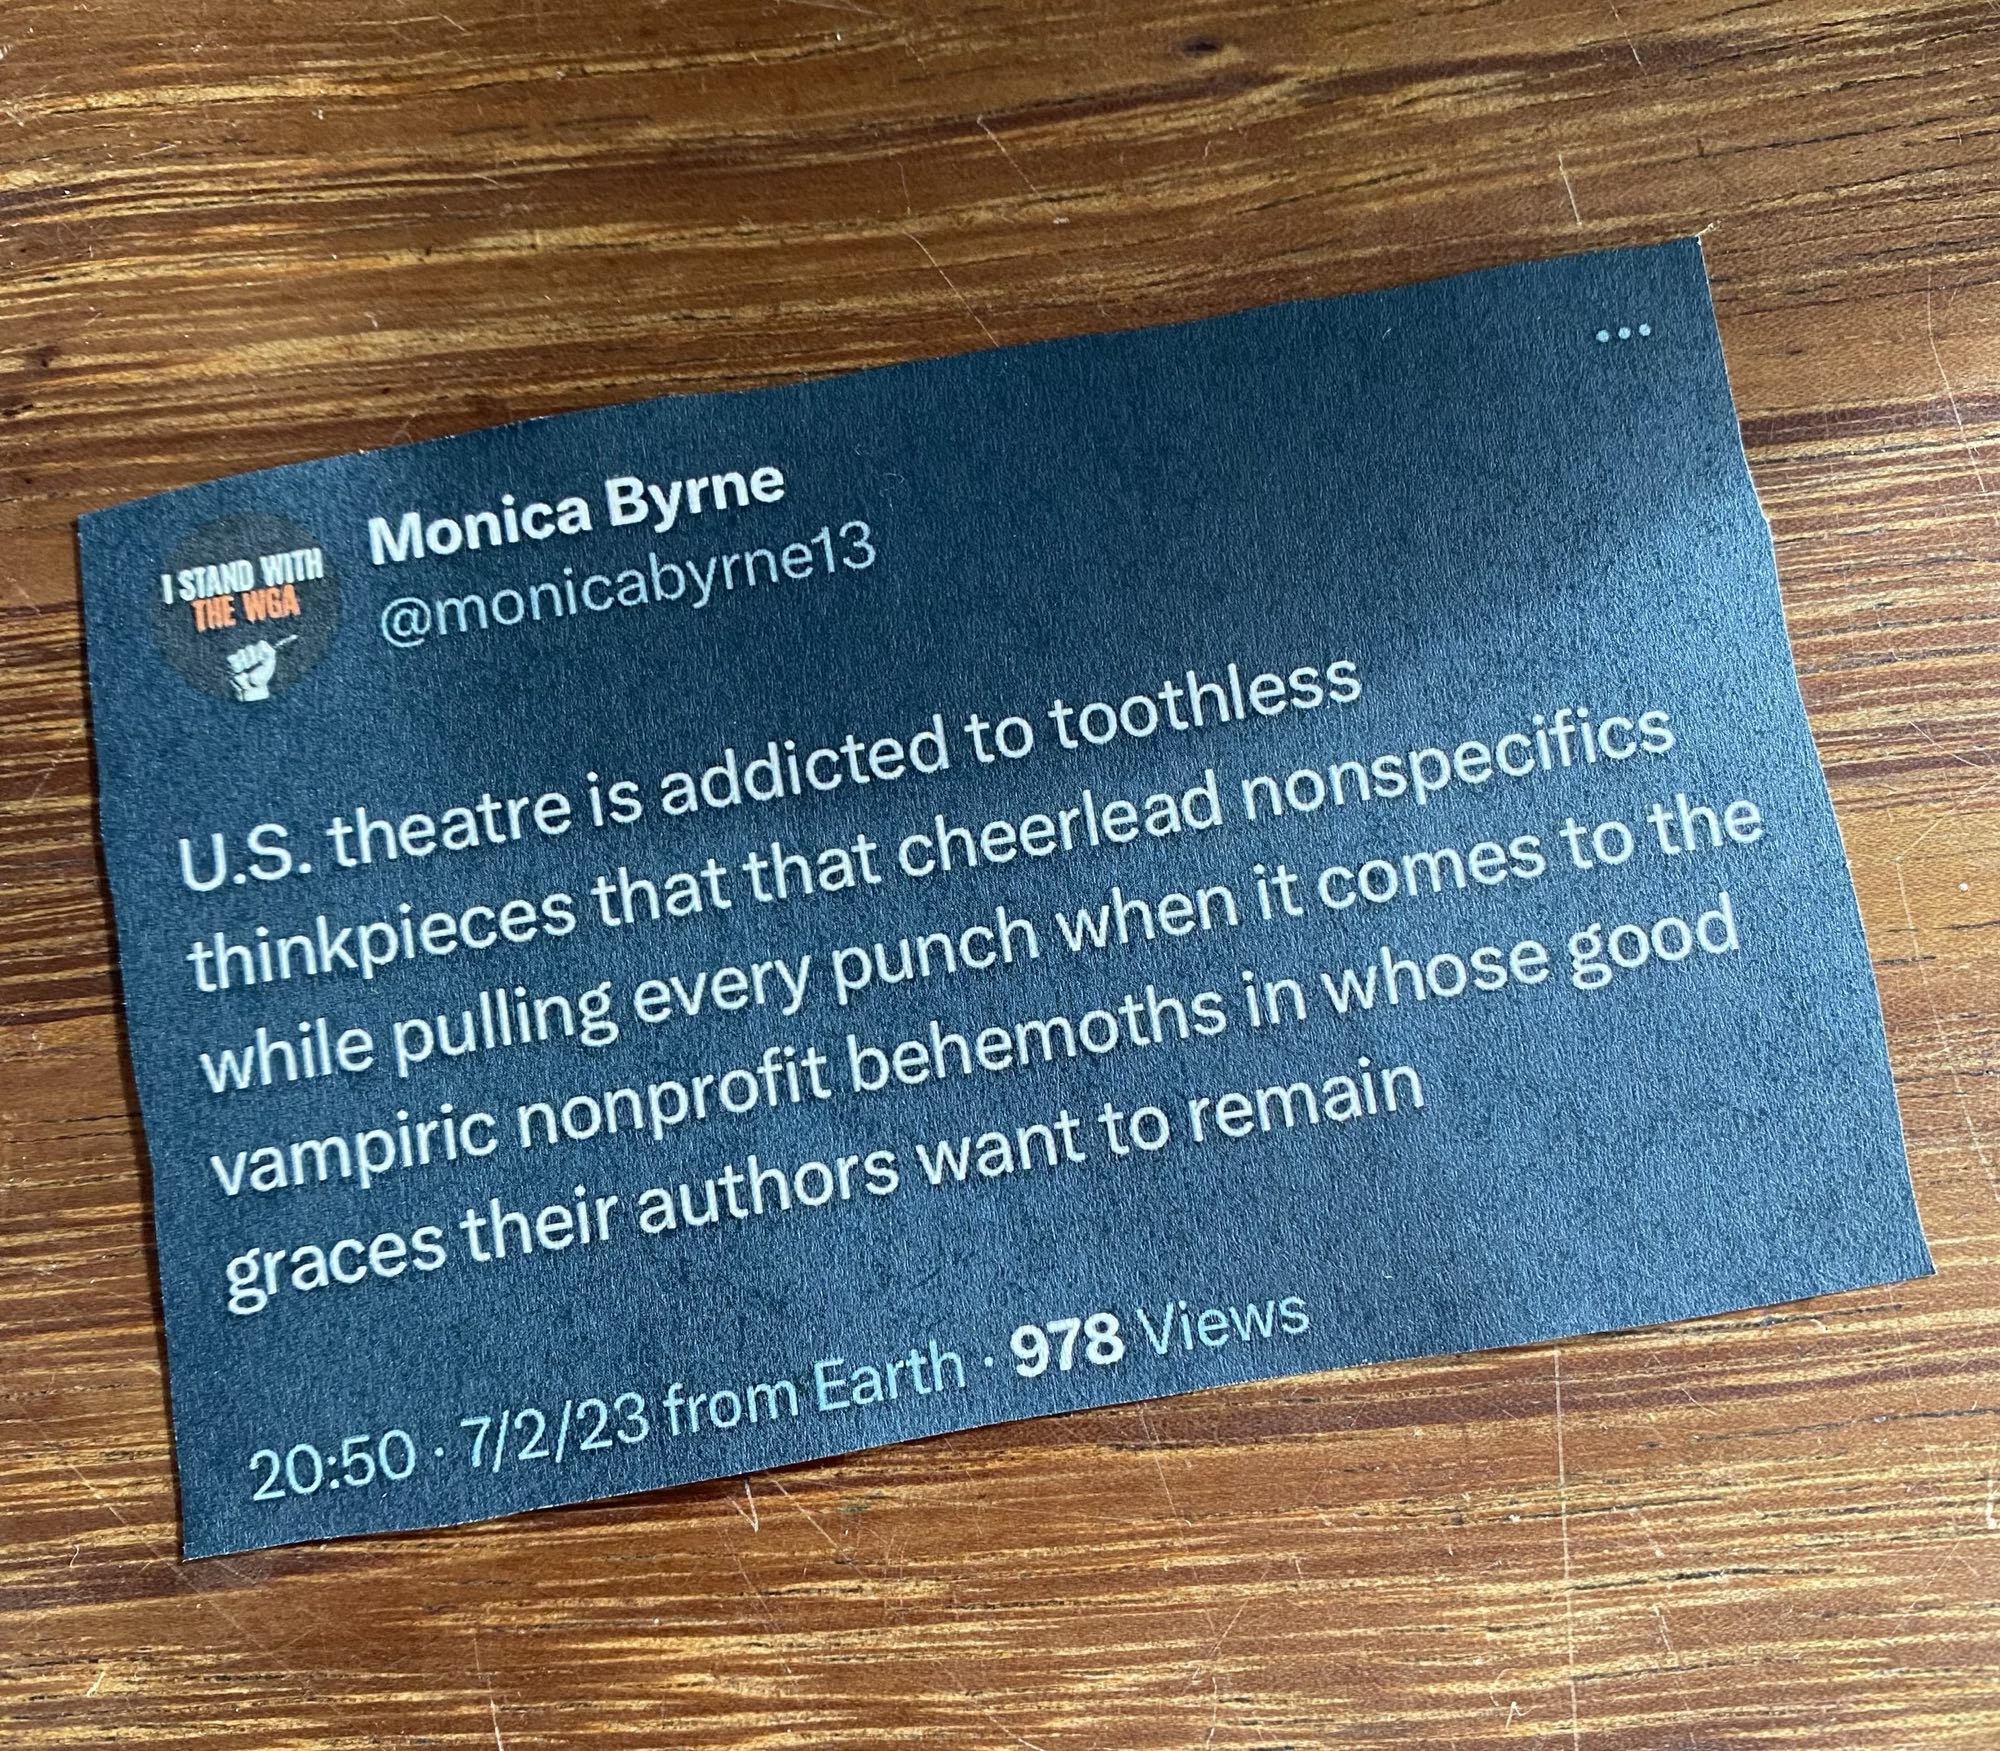 ...
I STAND WITH
THE WGA
Monica Byrne
@monicabyrne13
U.S. theatre is addicted to toothless
thinkpieces that that cheerlead nonspecifics
while pulling every punch when it comes to the
vampiric nonprofit behemoths in whose good
graces their authors want to remain
20:50 · 7/2/23 from Earth · 978 Views